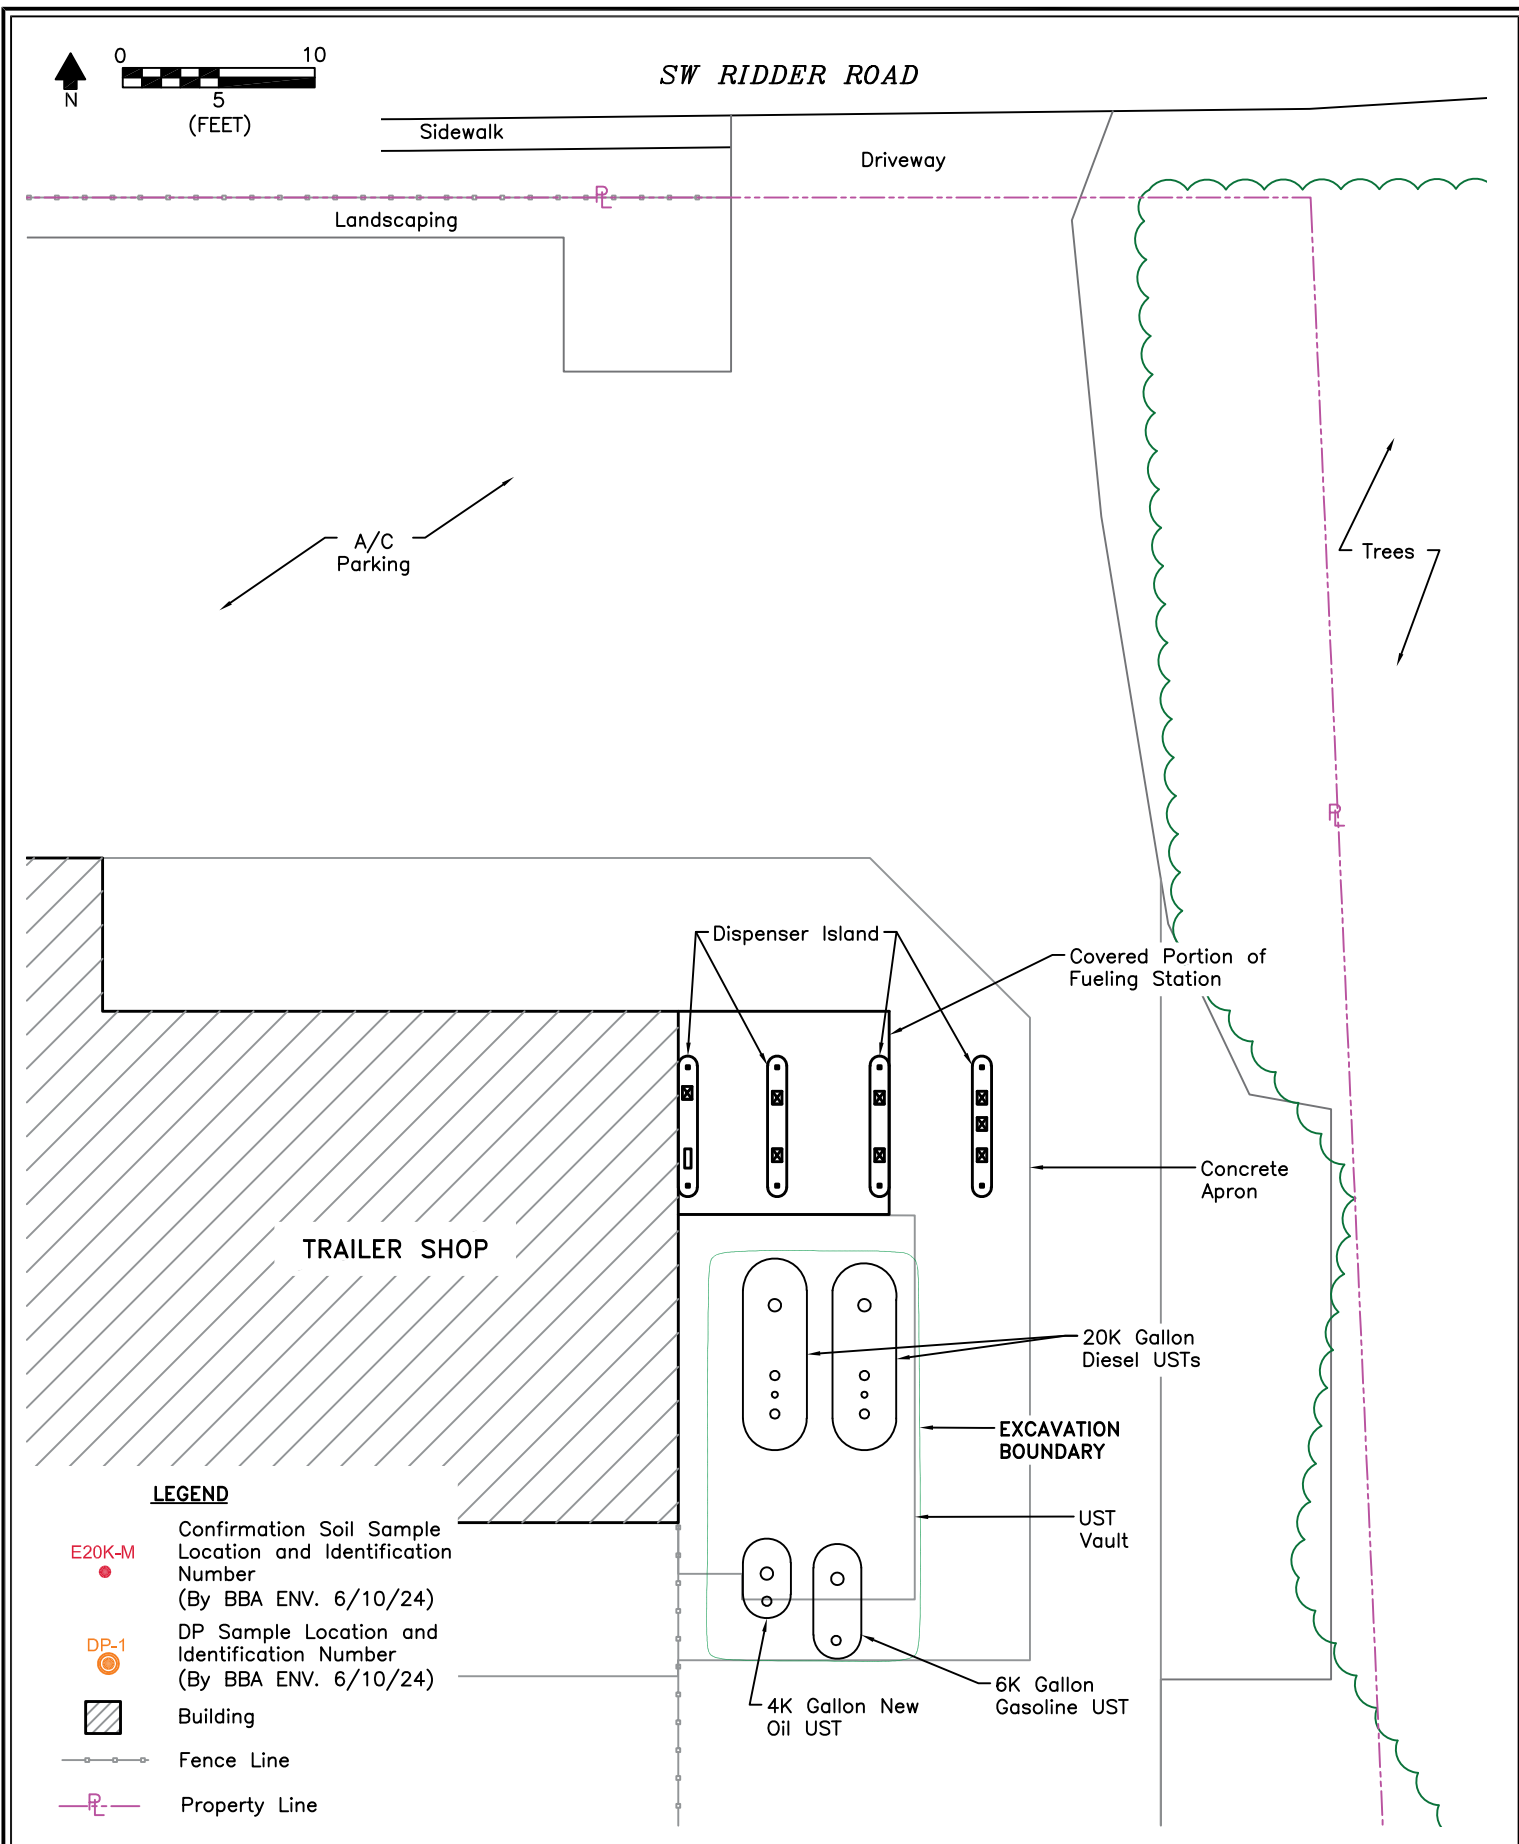 0 10
5
(FEET)
N
SW RIDDER ROAD
Sidewalk
Driveway
PL
Landscaping
A/C
Parking
Trees
PL
Dispenser Island
Covered Portion of
Fueling Station
Concrete
Apron
TRAILER SHOP
20K Gallon
Diesel USTs
EXCAVATION
BOUNDARY
UST
Vault
6K Gallon
Gasoline UST
4K Gallon New
Oil UST
LEGEND
E20K-M
Confirmation Soil Sample
Location and Identification
Number
(By BBA ENV. 6/10/24)
DP-1
DP Sample Location and
Identification Number
(By BBA ENV. 6/10/24)
Building
Fence Line
PL
Property Line